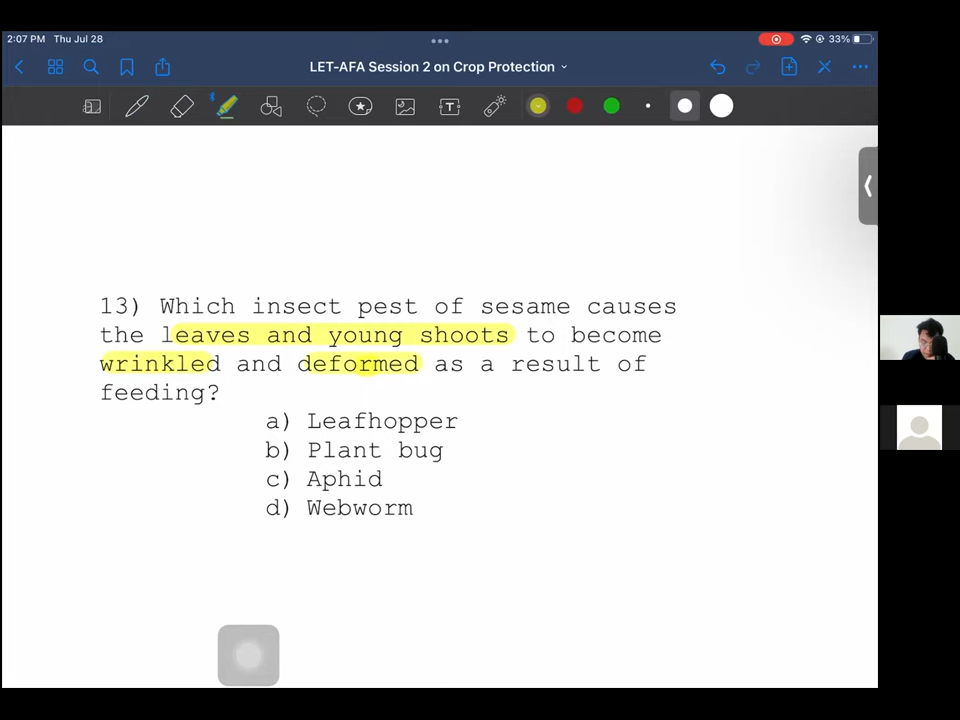 2:07 PM Thu Jul 28
33%
LET-AFA Session 2 on Crop Protection
T
13) Which insect pest of sesame causes
the leaves and young shoots to become
wrinkled and deformed as a result of
feeding?
a) Leafhopper
b) Plant bug
c) Aphid
d) Webworm